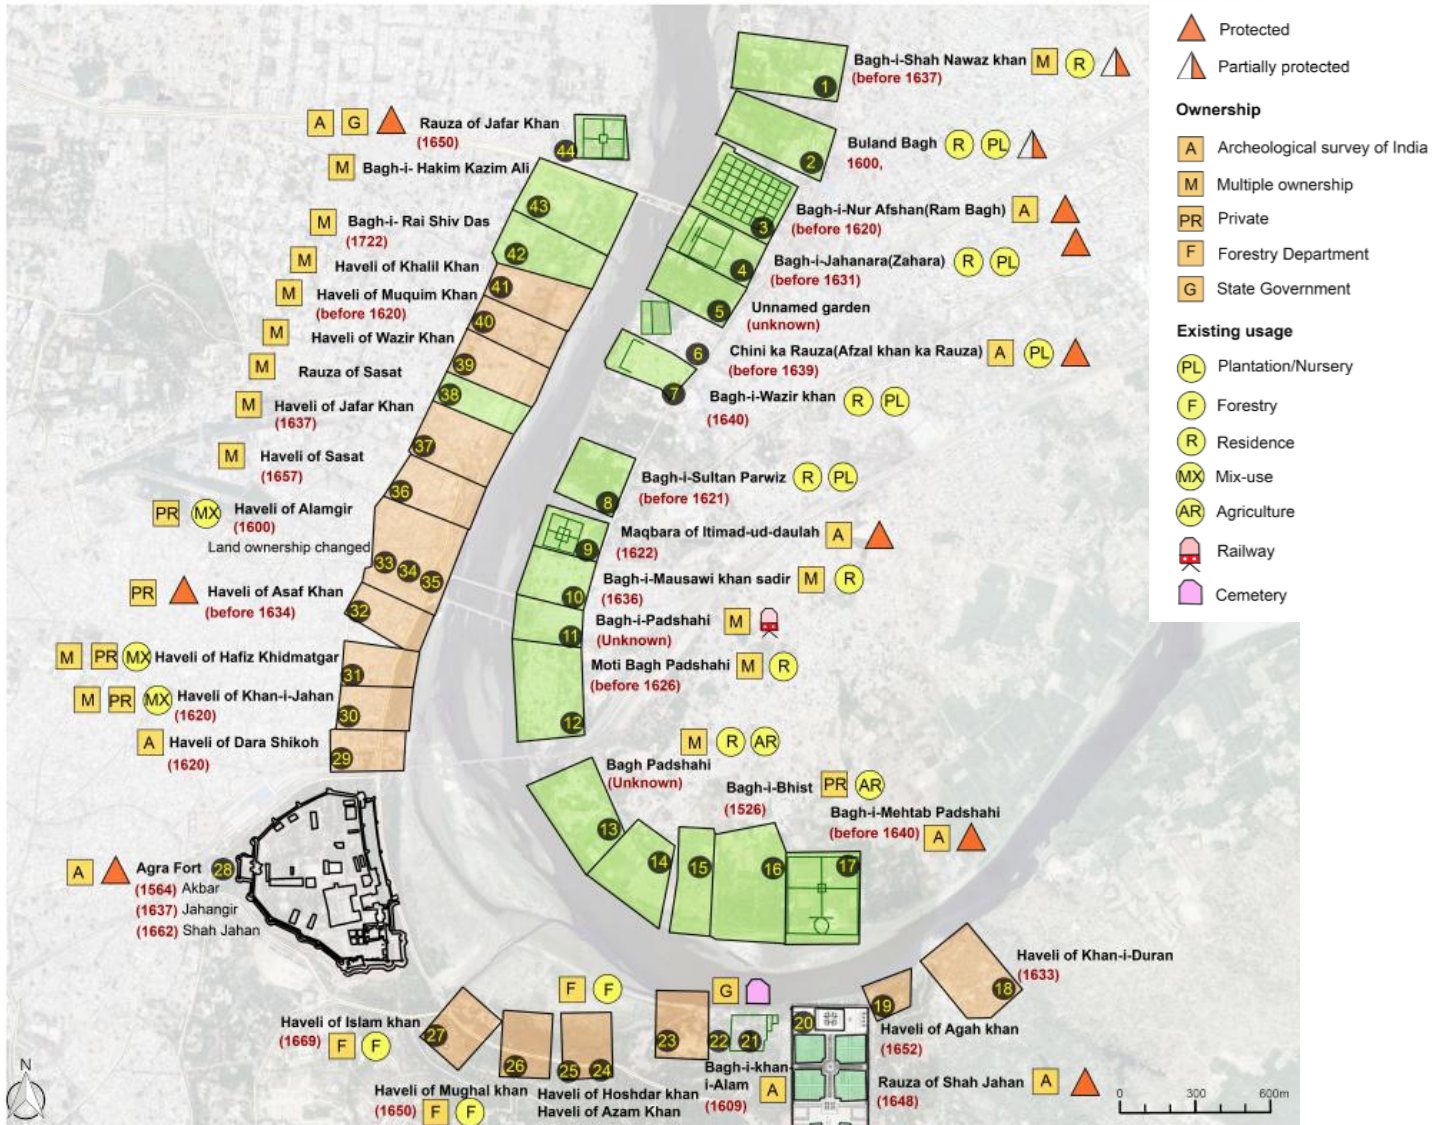 Protected
Partially protected
Ownership
A Archeological survey of India
M Multiple ownership
PR Private
F Forestry Department
G State Government
Existing usage
PL Plantation/Nursery
F Forestry
R Residence
MX Mix-use
AR Agriculture
Railway
Cemetery
Bagh-i-Shah Nawaz khan M R
(before 1637)
1
Buland Bagh R PL
1600,
2
Bagh-i-Nur Afshan(Ram Bagh) A
(before 1620)
3
Bagh-i-Jahanara(Zahara) R PL
(before 1631)
4
Unnamed garden
(unknown)
5
Chini ka Rauza(Afzal khan ka Rauza) A PL
(before 1639)
6
Bagh-i-Wazir khan R PL
(1640)
7
Bagh-i-Sultan Parwiz R PL
(before 1621)
8
Maqbara of Itimad-ud-daulah A
(1622)
9
Bagh-i-Mausawi khan sadir M R
(1636)
10
Bagh-i-Padshahi M
(Unknown)
11
Moti Bagh Padshahi M R
(before 1626)
12
M R AR
Bagh Padshahi
(Unknown)
13
14
15
Bagh-i-Bhist PR AR
(1526)
16
Bagh-i-Mehtab Padshahi
(before 1640) A
17
Haveli of Khan-i-Duran
(1633)
18
19
Haveli of Agah khan
(1652)
20
Rauza of Shah Jahan A
(1648)
G
22 21
Bagh-i-khan-
i-Alam A
(1609)
23
F F
25 24
Haveli of Hoshdar khan
Haveli of Azam Khan
26
Haveli of Mughal khan
(1650) F F
27
Haveli of Islam khan
(1669) F F
A Agra Fort 28
(1564) Akbar
(1637) Jahangir
(1662) Shah Jahan
A Haveli of Dara Shikoh
(1620)
29
M PR MX Haveli of Khan-i-Jahan
(1620)
30
M PR MX Haveli of Hafiz Khidmatgar
31
PR Haveli of Asaf Khan
(before 1634)
32
33 34 35
PR MX Haveli of Alamgir
(1600)
Land ownership changed
36
M Haveli of Sasat
(1657)
37
M Haveli of Jafar Khan
(1637)
38
M Rauza of Sasat
39
M Haveli of Wazir Khan
40
M Haveli of Muquim Khan
(before 1620)
41
M Haveli of Khalil Khan
42
M Bagh-i- Rai Shiv Das
(1722)
43
M Bagh-i- Hakim Kazim Ali
A G Rauza of Jafar Khan
(1650)
44
N
0 300 600m